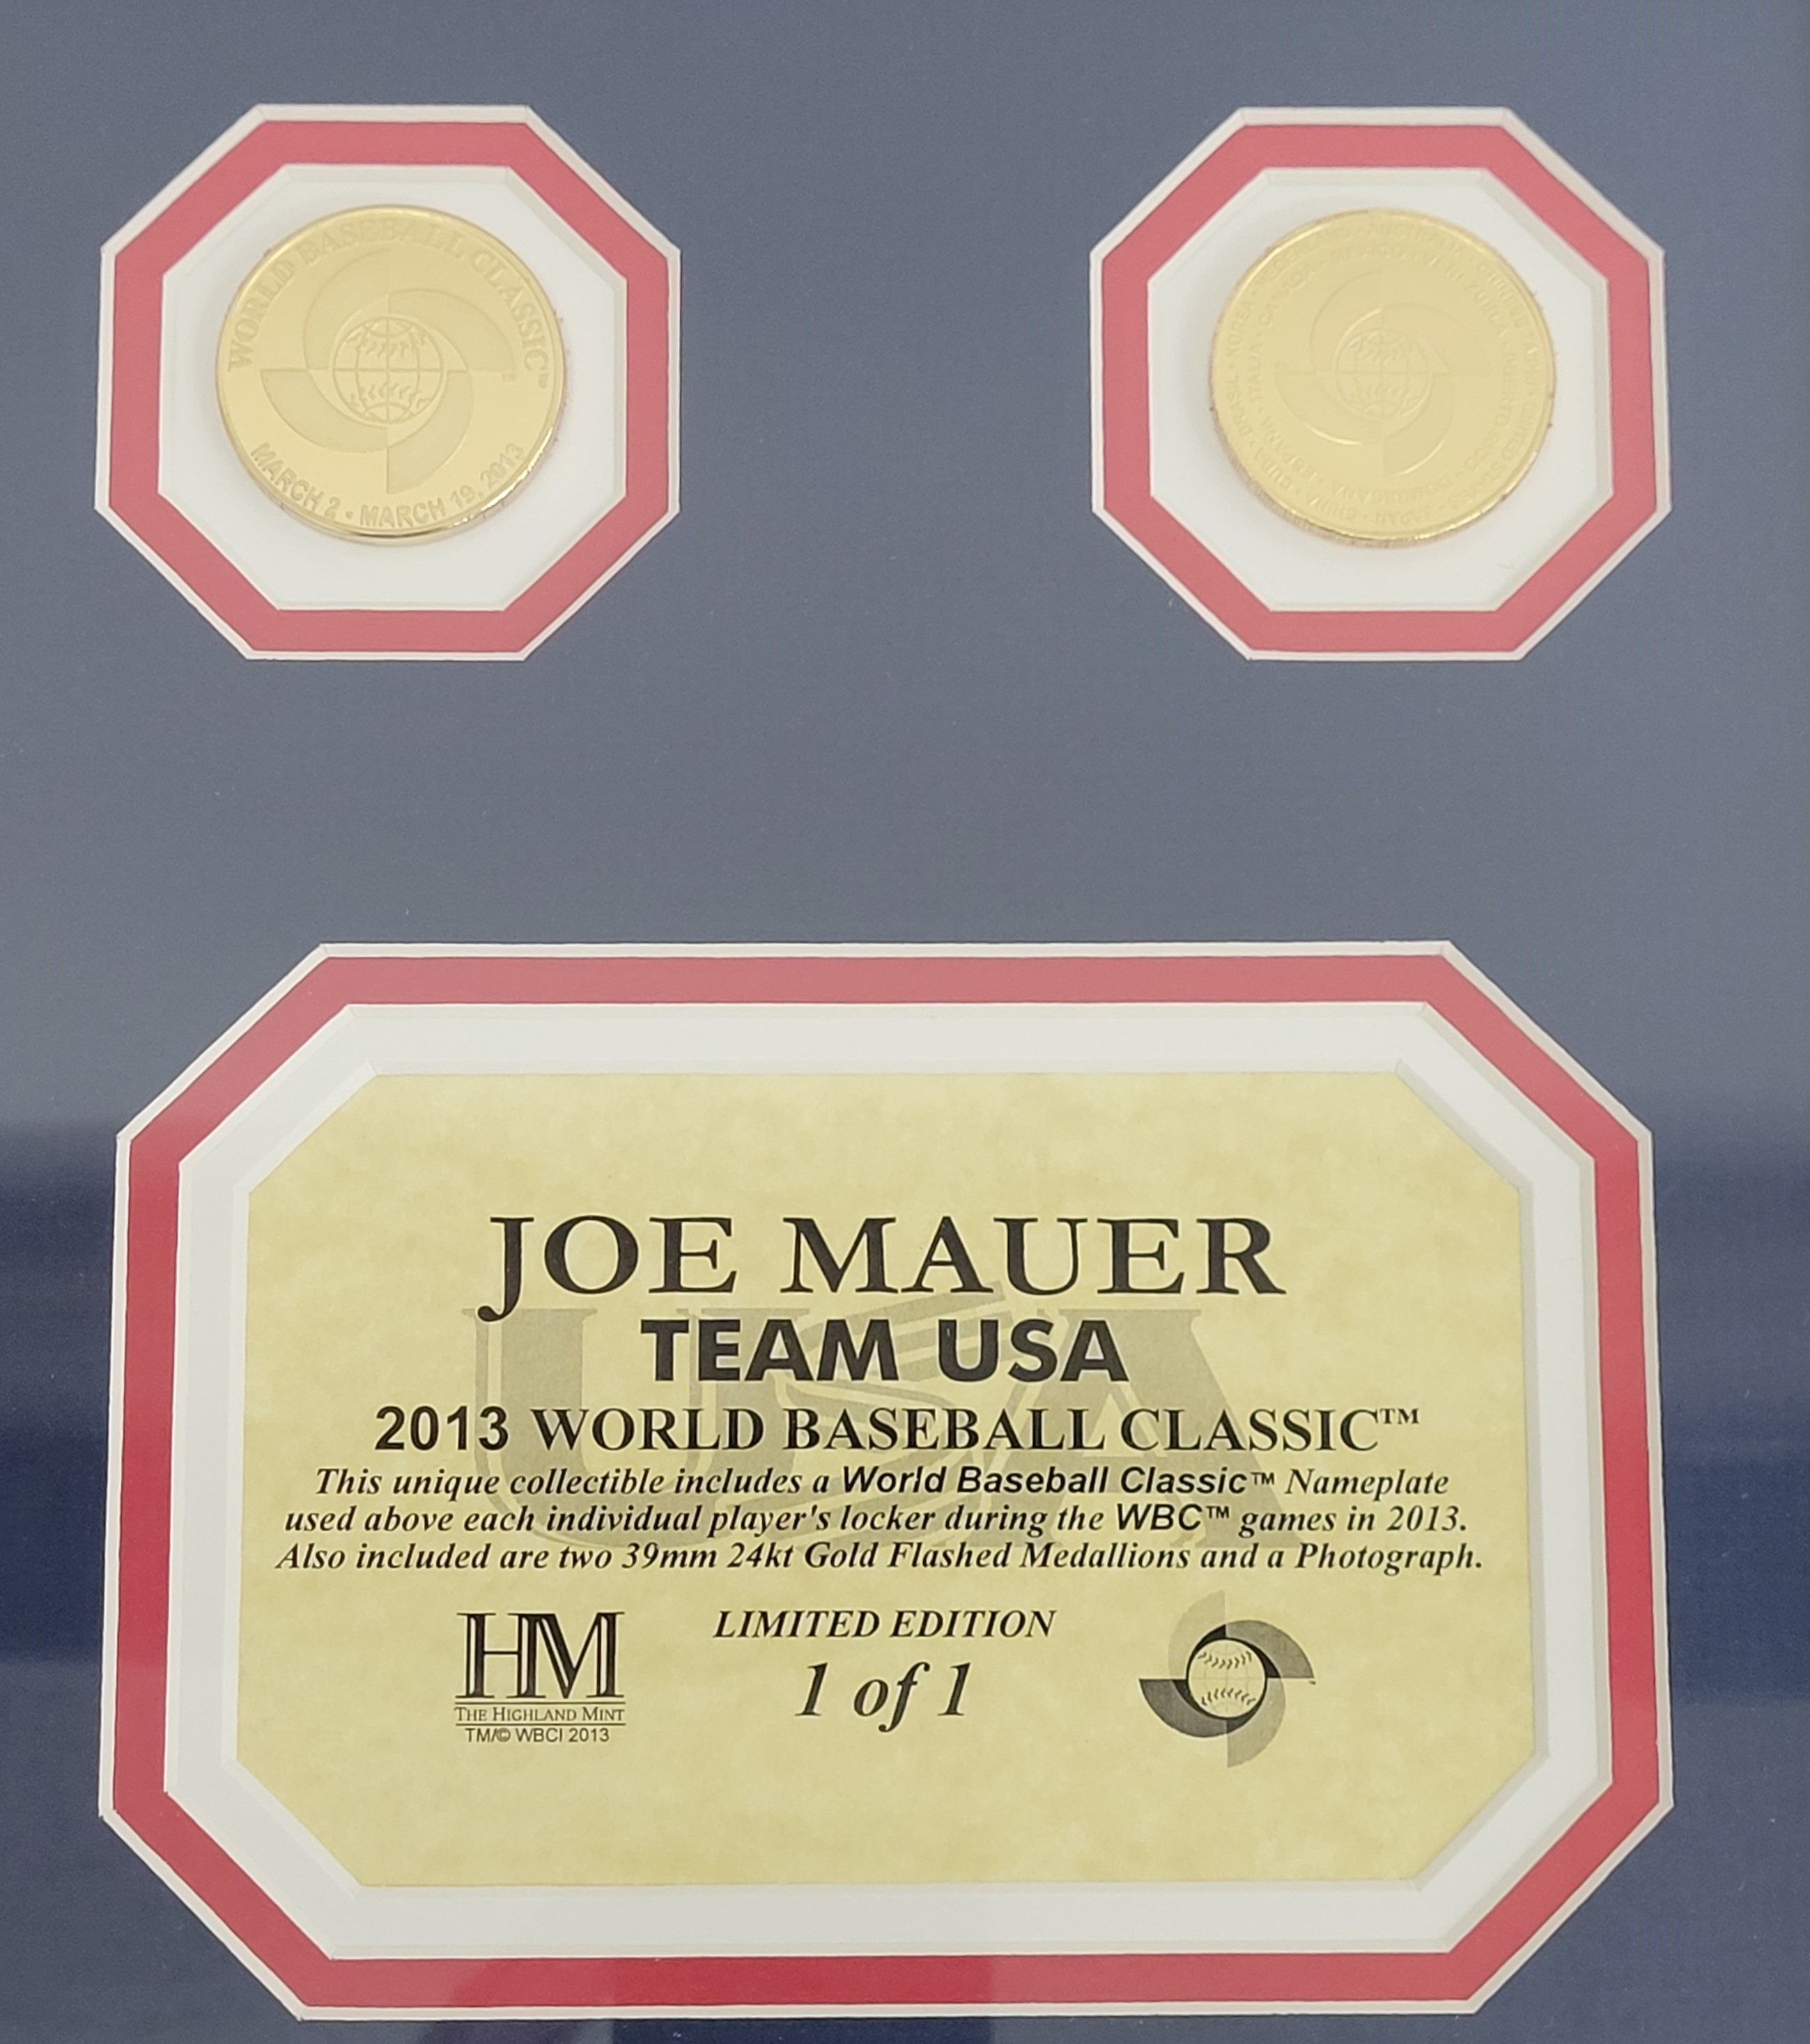 WORLD BASEBALL CLASSIC™
MARCH 2 - MARCH 19, 2013
JOE MAUER
TEAM USA
2013 WORLD BASEBALL CLASSIC™
This unique collectible includes a World Baseball Classic™ Nameplate
used above each individual player's locker during the WBC™ games in 2013.
Also included are two 39mm 24kt Gold Flashed Medallions and a Photograph.
LIMITED EDITION
1 of 1
HM
THE HIGHLAND MINT
TM/© WBCI 2013
USA